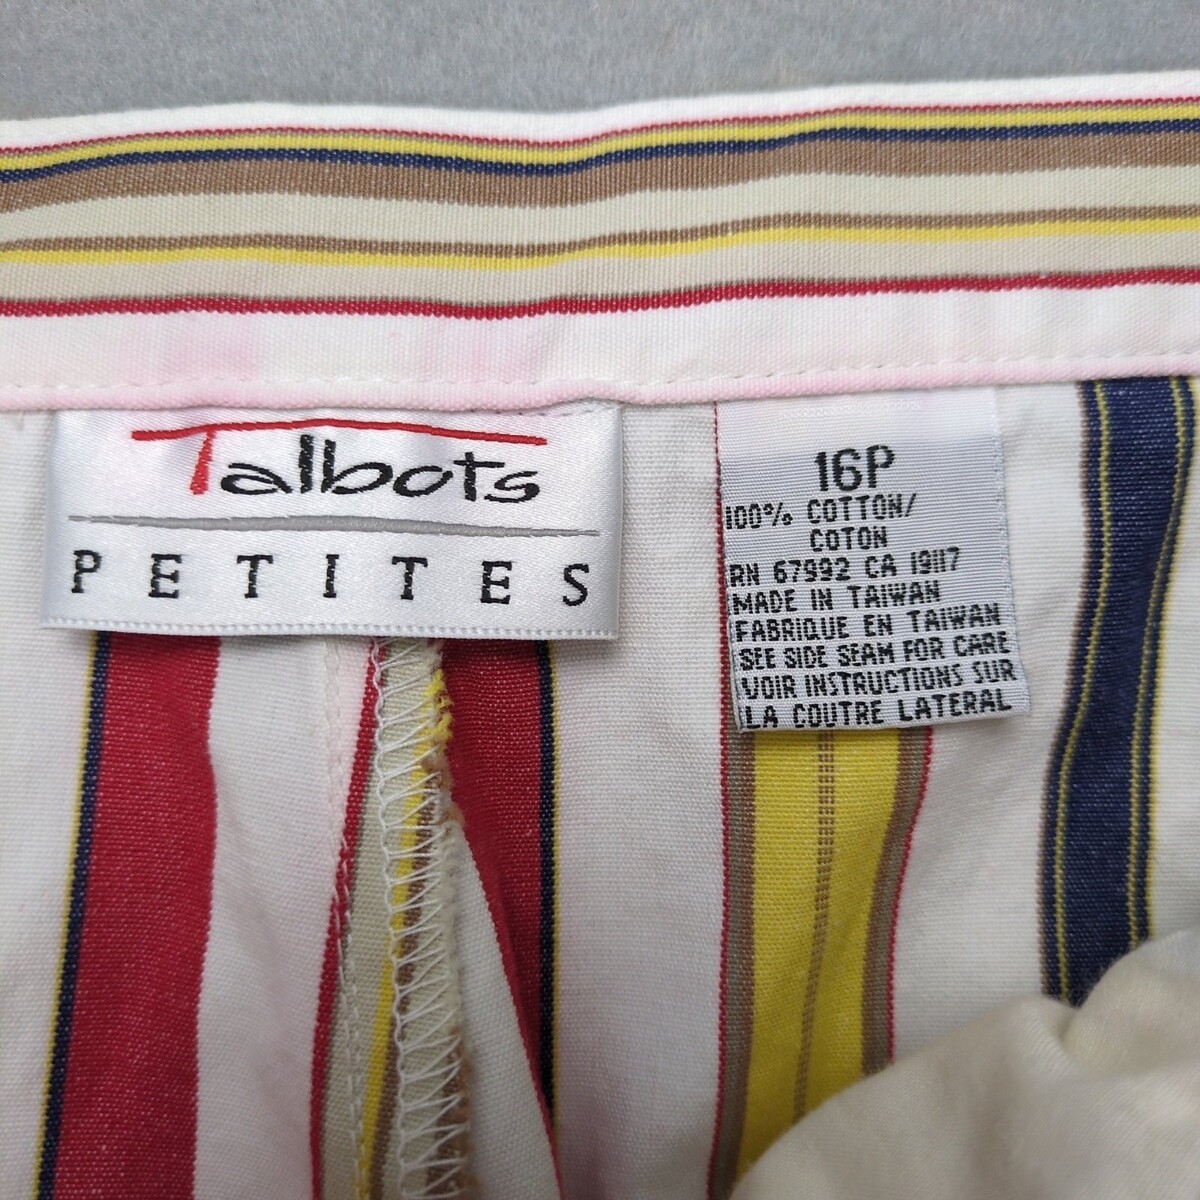 Talbots
PETITES
16P
100% COTTON/
COTON
RN 67992 CA 19117
MADE IN TAIWAN
FABRIQUE EN TAIWAN
SEE SIDE SEAM FOR CARE
VOIR INSTRUCTIONS SUR
LA COUTRE LATERAL